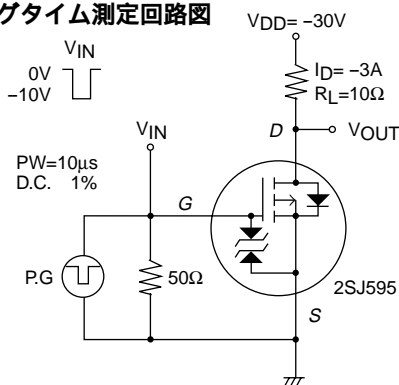 グタイム測定回路図
VDD= −30V
VIN
0V
−10V
ID= −3A
RL=10Ω
VIN
D
VOUT
PW=10μs
D.C. 1%
G
P.G
50Ω
2SJ595
S